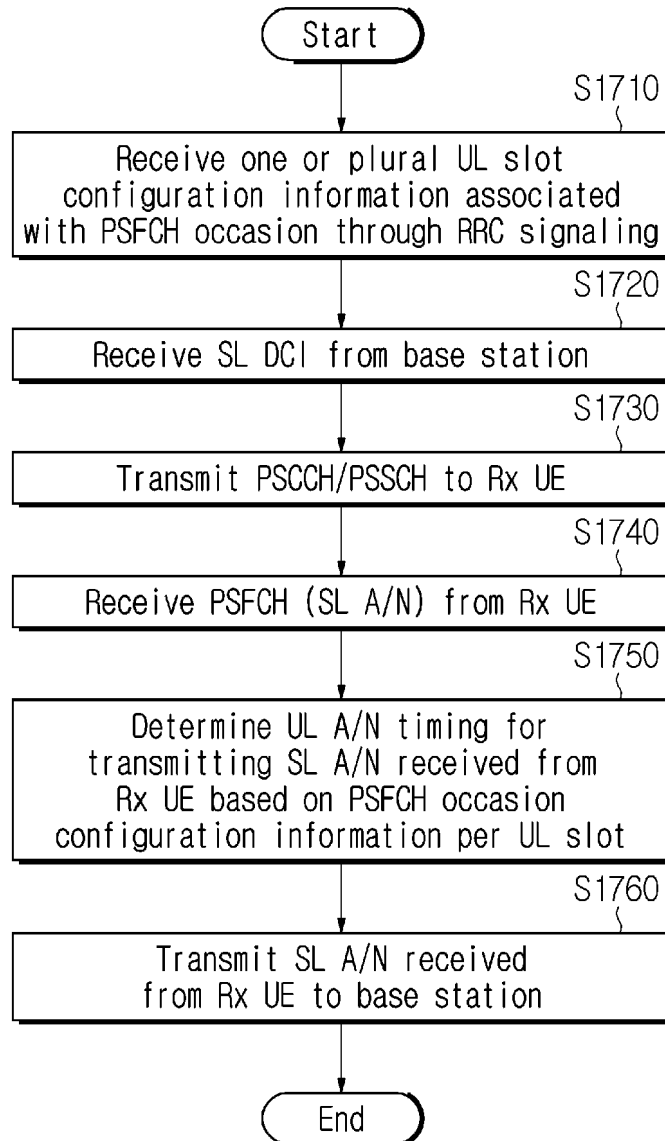 Start
S1710
Receive one or plural UL slot
configuration information associated
with PSFCH occasion through RRC signaling
S1720
Receive SL DCI from base station
S1730
Transmit PSCCH/PSSCH to Rx UE
S1740
Receive PSFCH (SL A/N) from Rx UE
S1750
Determine UL A/N timing for
transmitting SL A/N received from
Rx UE based on PSFCH occasion
configuration information per UL slot
S1760
Transmit SL A/N received
from Rx UE to base station
End